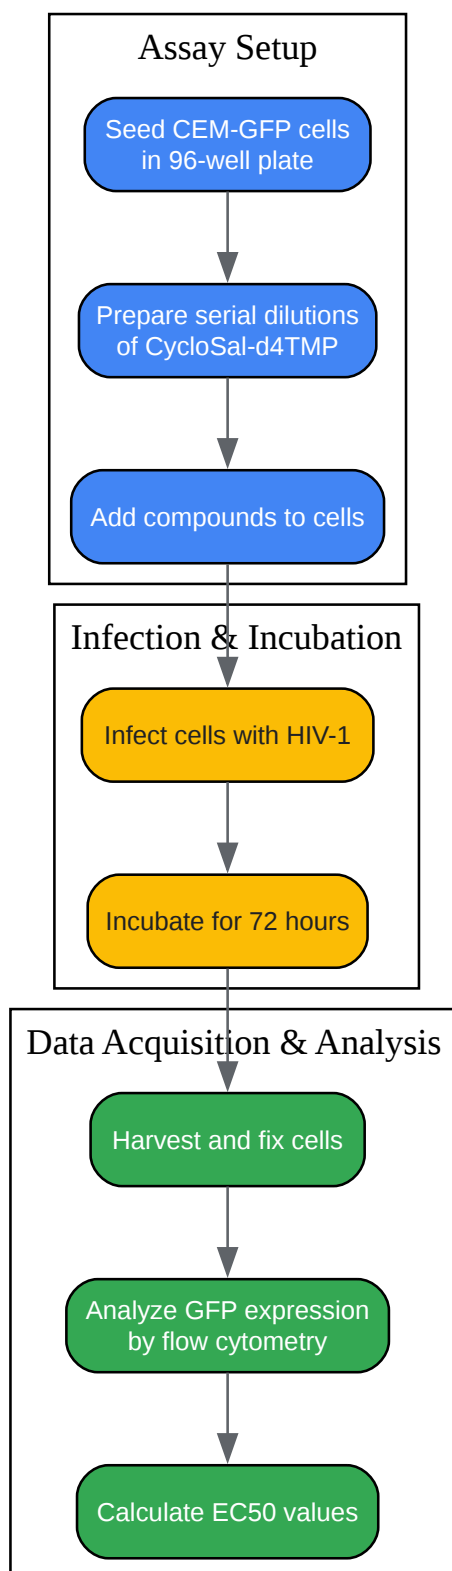 Assay Setup
Seed CEM-GFP cells
in 96-well plate
Prepare serial dilutions
of CycloSal-d4TMP
Add compounds to cells
Infection & Incubation
Infect cells with HIV-1
Incubate for 72 hours
Data Acquisition & Analysis
Harvest and fix cells
Analyze GFP expression
by flow cytometry
Calculate EC50 values